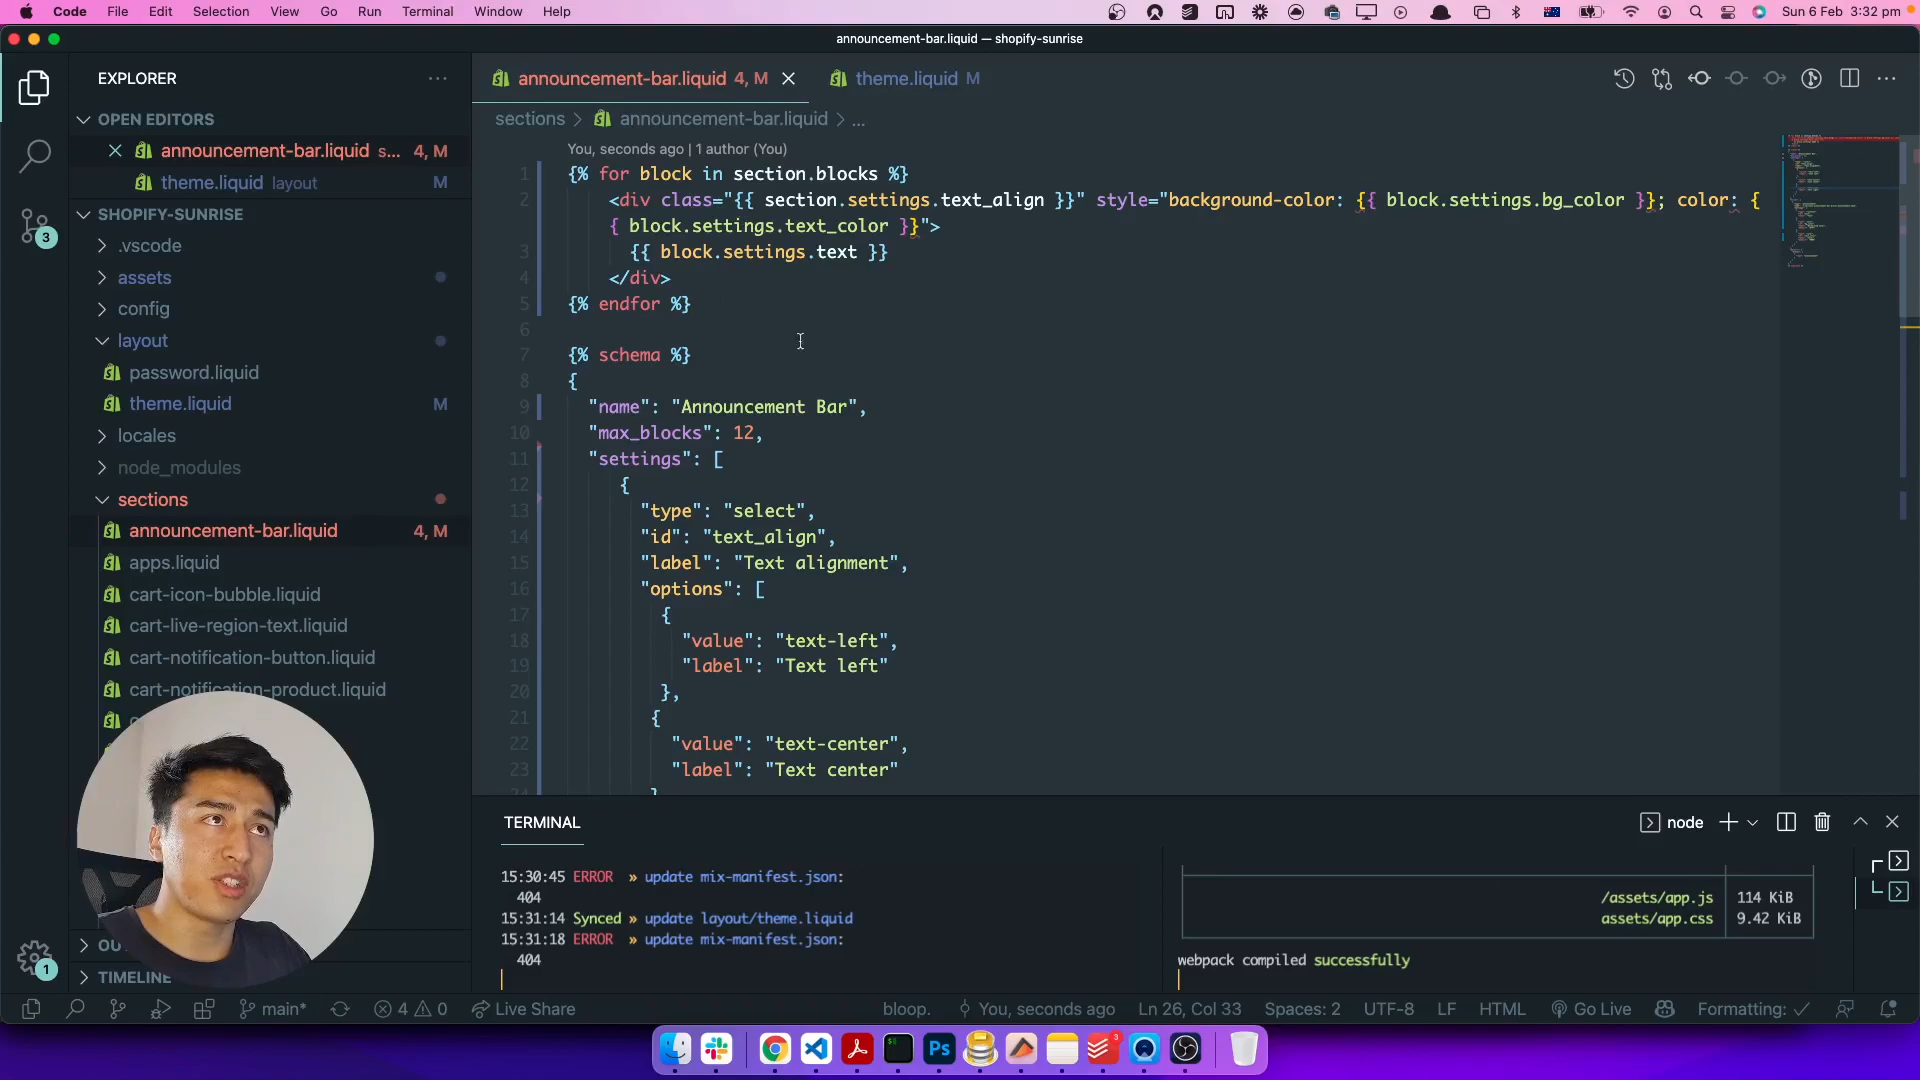 Code File Edit Selection View Go Run Terminal Window Help Sun 6 Feb 3:32 pm
announcement-bar.liquid — shopify-sunrise
EXPLORER
OPEN EDITORS
announcement-bar.liquid s... 4, M
theme.liquid layout M
SHOPIFY-SUNRISE
.vscode
assets
config
layout
password.liquid
theme.liquid M
locales
node_modules
sections
announcement-bar.liquid 4, M
apps.liquid
cart-icon-bubble.liquid
cart-live-region-text.liquid
cart-notification-button.liquid
cart-notification-product.liquid
OU
TIMELINE
3
1
announcement-bar.liquid 4, M
theme.liquid M
sections > announcement-bar.liquid > ...
You, seconds ago | 1 author (You)
1 {% for block in section.blocks %}
2 <div class="{{ section.settings.text_align }}" style="background-color: {{ block.settings.bg_color }}; color: {
{ block.settings.text_color }}">
3 {{ block.settings.text }}
4 </div>
5 {% endfor %}
6
7 {% schema %}
8 {
9 "name": "Announcement Bar",
10 "max_blocks": 12,
11 "settings": [
12 {
13 "type": "select",
14 "id": "text_align",
15 "label": "Text alignment",
16 "options": [
17 {
18 "value": "text-left",
19 "label": "Text left"
20 },
21 {
22 "value": "text-center",
23 "label": "Text center"
TERMINAL
node
15:30:45 ERROR » update mix-manifest.json:
404
15:31:14 Synced » update layout/theme.liquid
15:31:18 ERROR » update mix-manifest.json:
404
/assets/app.js 114 KiB
assets/app.css 9.42 KiB
webpack compiled successfully
main* 4 0 Live Share bloop. You, seconds ago Ln 26, Col 33 Spaces: 2 UTF-8 LF HTML Go Live Formatting: ✓
Ps
3